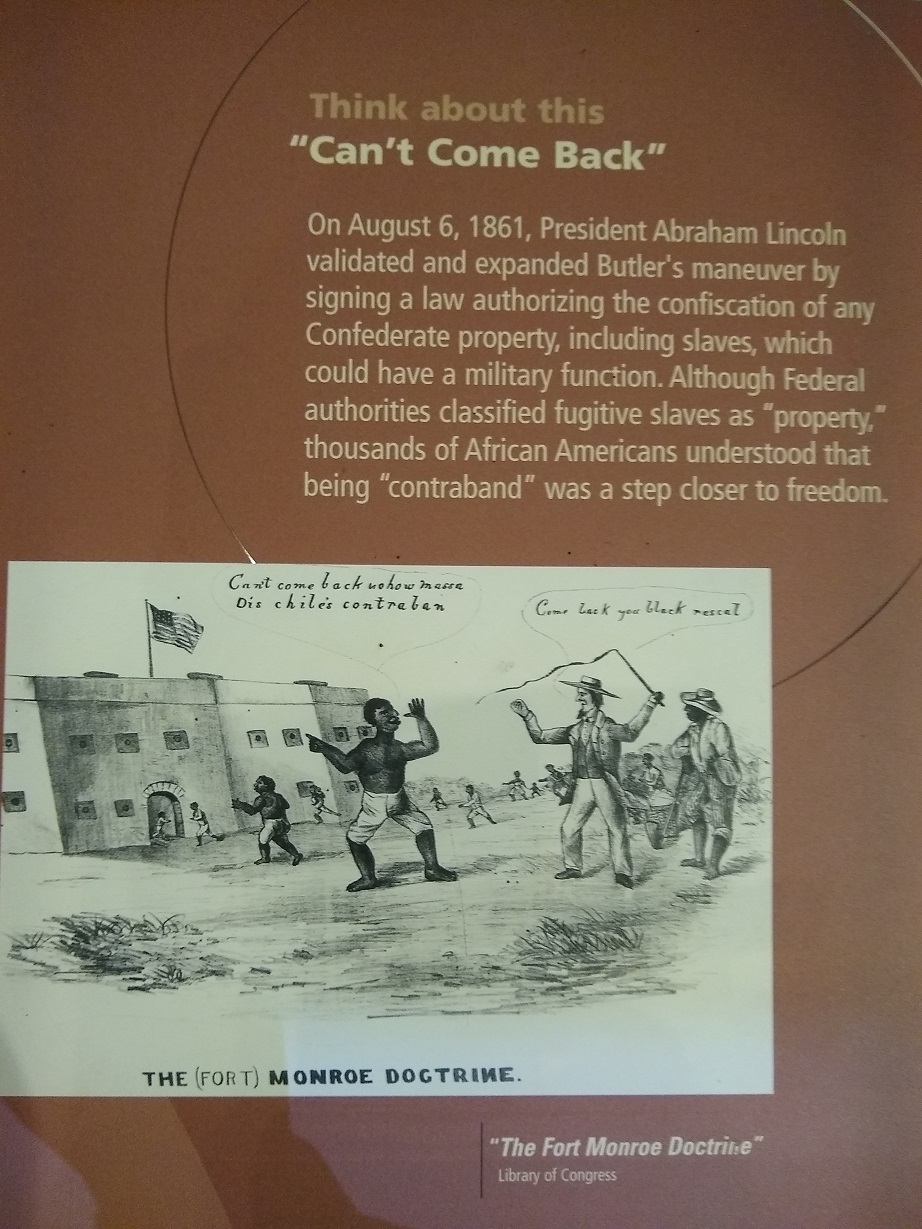 Think about this
"Can't Come Back"
On August 6, 1861, President Abraham Lincoln
validated and expanded Butler's maneuver by
signing a law authorizing the confiscation of any
Confederate property, including slaves, which
could have a military function. Although Federal
authorities classified fugitive slaves as "property,"
thousands of African Americans understood that
being "contraband" was a step closer to freedom.
Can't come back nohow massa
Dis chile's contraban
Come back you black rascal
THE (FORT) MONROE DOCTRINE.
"The Fort Monroe Doctrine"
Library of Congress